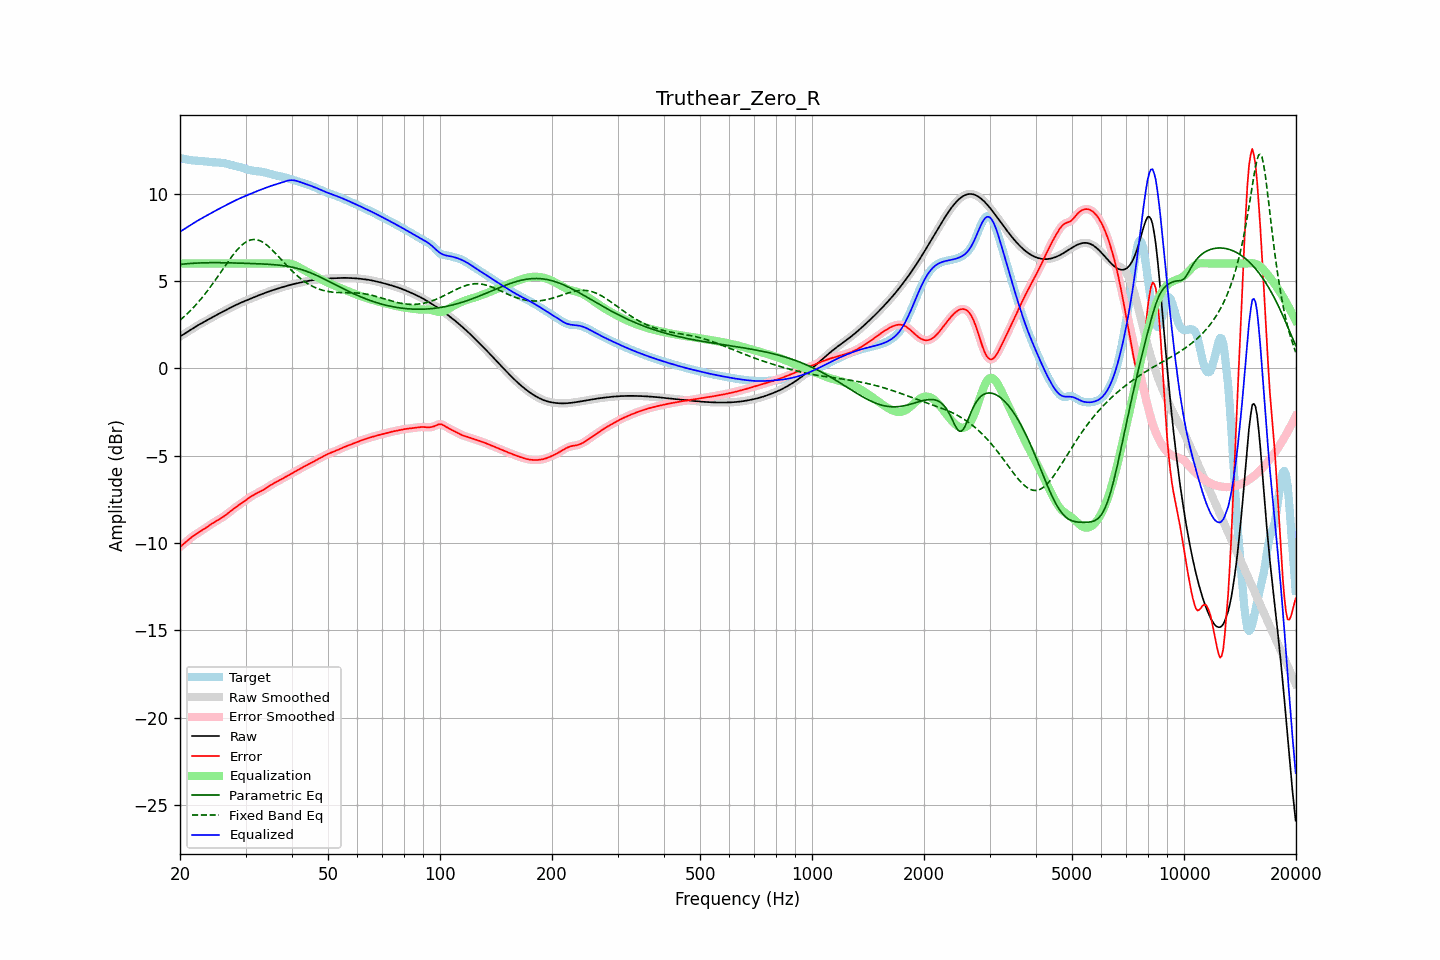 Truthear_Zero_R
Amplitude (dBr)
10
5
0
−5
−10
−15
−20
−25
Target
Raw Smoothed
Error Smoothed
Raw
Error
Equalization
Parametric Eq
Fixed Band Eq
Equalized
20 50 100 200 500 1000 2000 5000 10000 20000
Frequency (Hz)